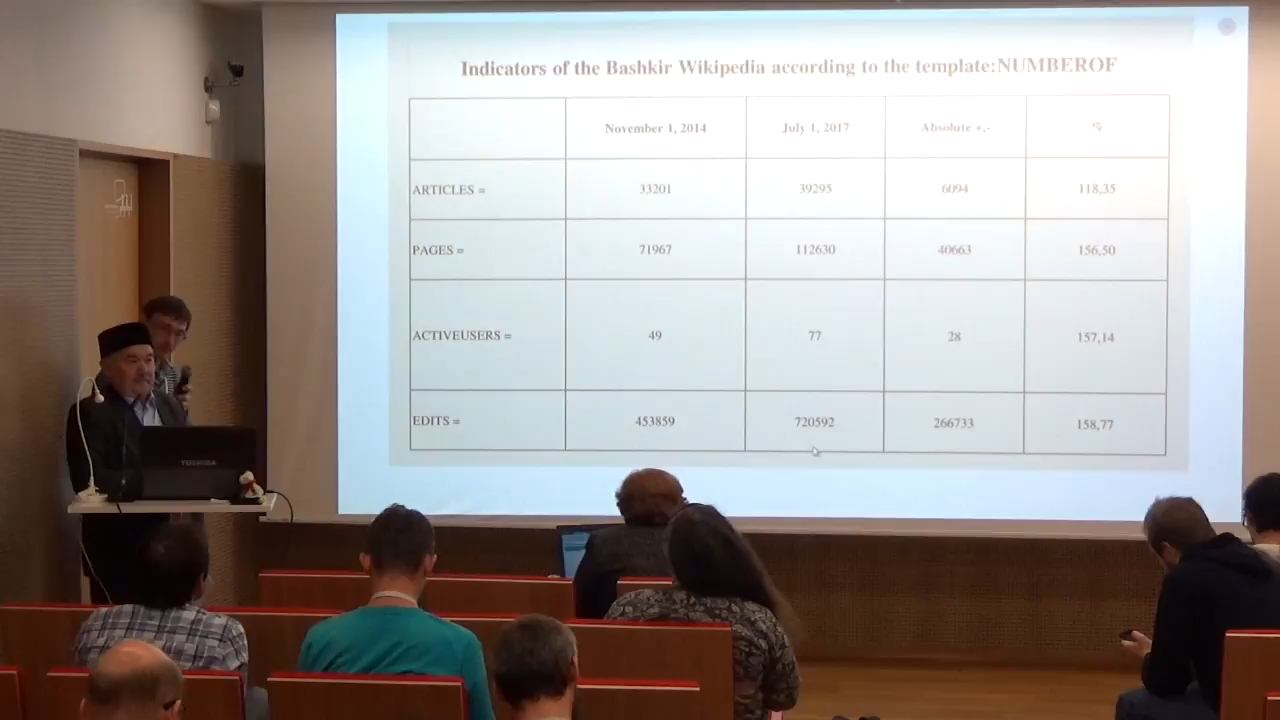 Indicators of the Bashkir Wikipedia according to the template:NUMBEROF
November 1, 2014 July 1, 2017 Absolute +,- %
ARTICLES = 33201 39295 6094 118,35
PAGES = 71967 112630 40663 156,50
ACTIVEUSERS = 49 77 28 157,14
EDITS = 453859 720592 266733 158,77
TOSHIBA